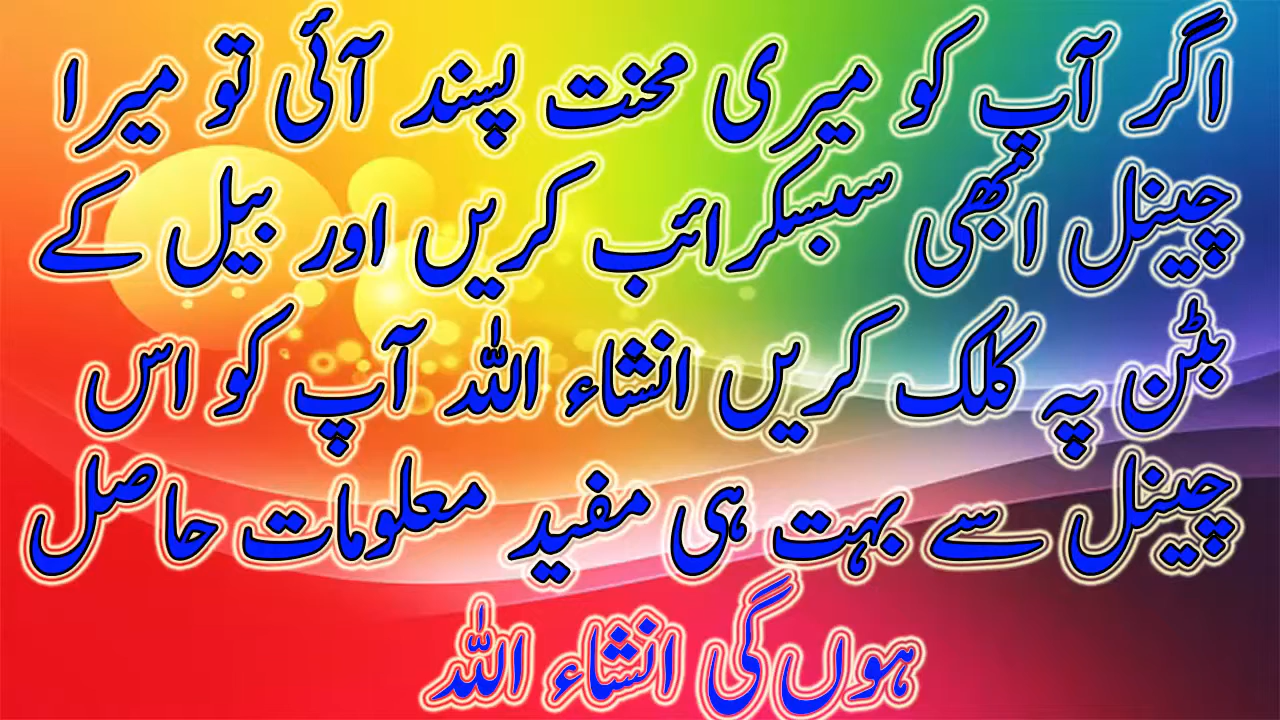 اگر آپ کو میری محنت پسند آئی تو میرا
چینل ابھی سبسکرائب کریں اور بیل کے
بٹن پہ کلک کریں انشاء اللہ آپ کو اس
چینل سے بہت ہی مفید معلومات حاصل
ہوں گی انشاء اللہ